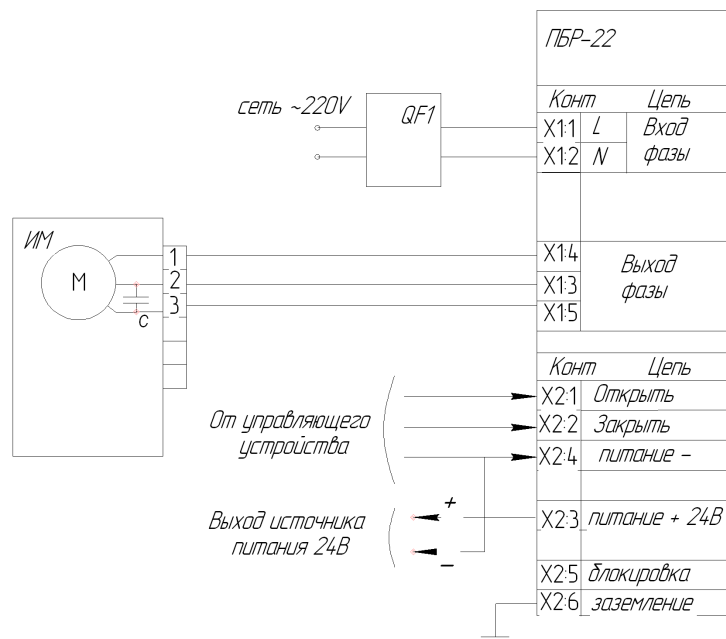 ПБР-22
сеть ~220V
QF1
Конт Цепь
X1:1 L Вход
X1:2 N фазы
ИМ
М
С
1
2
3
X1:4
X1:3
X1:5
Выход
фазы
Конт Цепь
X2:1 Открыть
X2:2 Закрыть
X2:4 питание –
От управляющего
устройства
+
X2:3 питание + 24В
Выход источника
питания 24В
–
X2:5 блокировка
X2:6 заземление